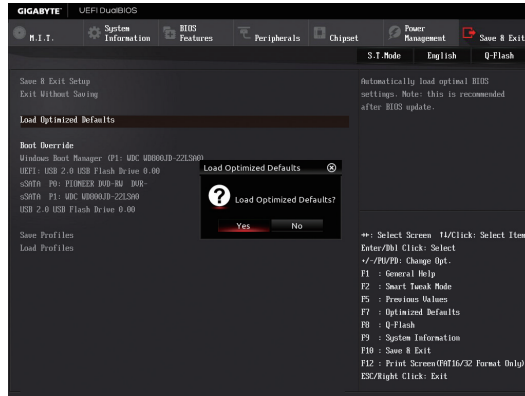 GIGABYTE™ UEFI DualBIOS
M.I.T. System Information BIOS Features Peripherals Chipset Power Management Save & Exit
S.T.Mode English Q-Flash
Save & Exit Setup
Exit Without Saving
Load Optimized Defaults
Boot Override
Windows Boot Manager (P1: WDC WD800JD-22LSA0)
UEFI: USB 2.0 USB Flash Drive 0.00
sSATA P0: PIONEER DVD-RW DVR-
sSATA P1: WDC WD800JD-22LSA0
USB 2.0 USB Flash Drive 0.00
Save Profiles
Load Profiles
Load Optimized Defaults
Load Optimized Defaults?
Yes No
Automatically load optimal BIOS
settings. Note: this is recommended
after BIOS update.
↔: Select Screen ↑↓/Click: Select Item
Enter/Dbl Click: Select
+/-/PU/PD: Change Opt.
F1 : General Help
F2 : Smart Tweak Mode
F5 : Previous Values
F7 : Optimized Defaults
F8 : Q-Flash
F9 : System Information
F10 : Save & Exit
F12 : Print Screen(FAT16/32 Format Only)
ESC/Right Click: Exit